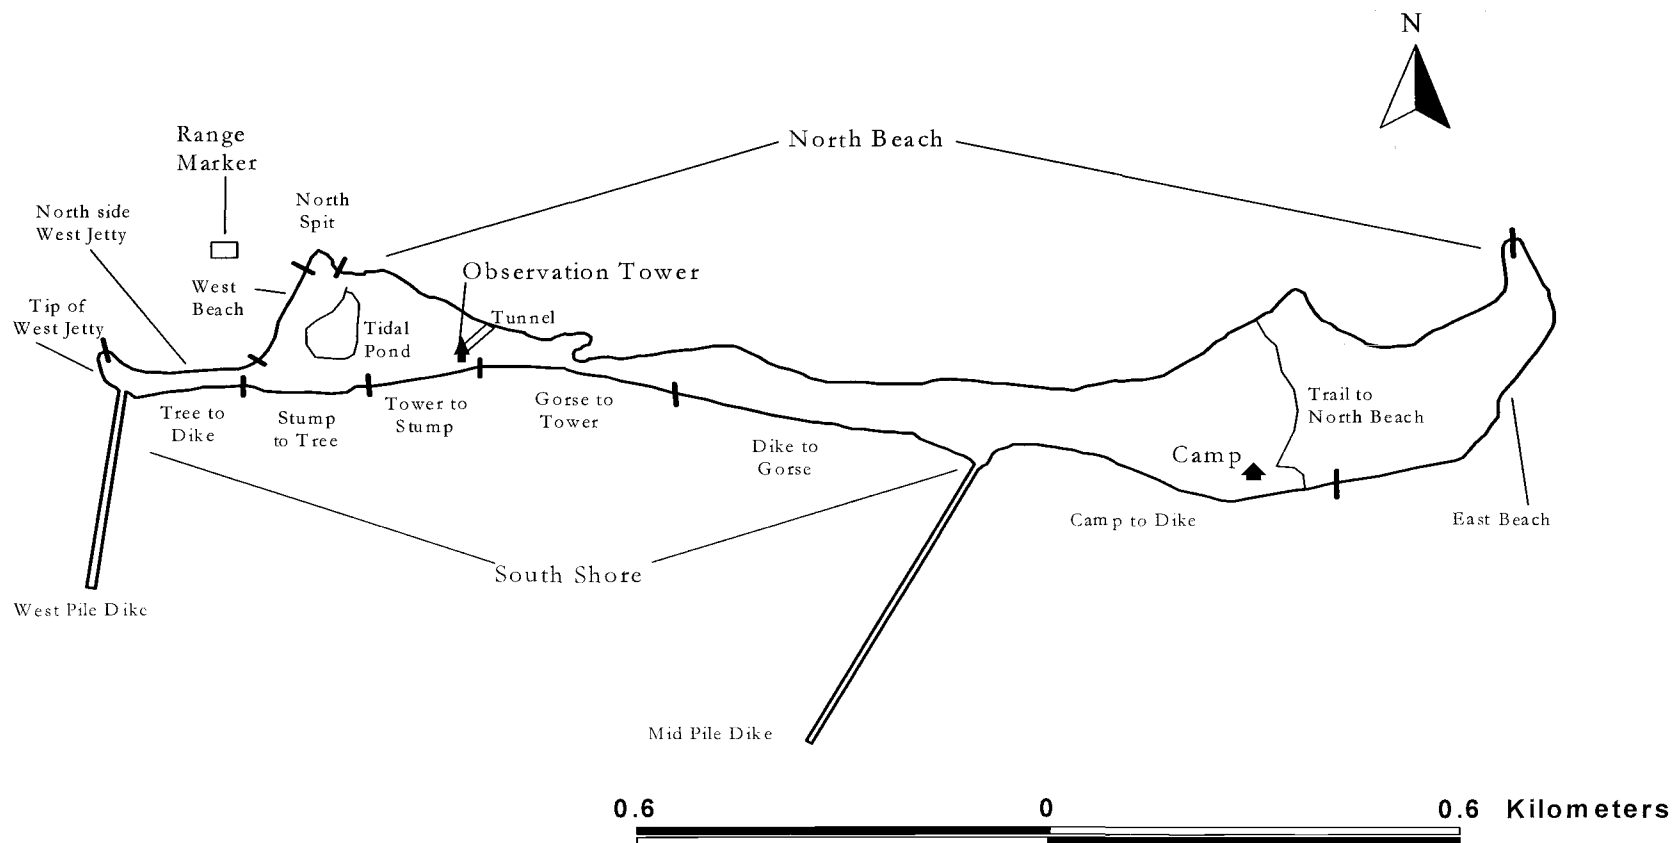 N
North Beach
Range
Marker
North
Spit
North side
West Jetty
Observation Tower
West
Beach
Tip of
West Jetty
Tunnel
Tidal
Pond
Tree to
Dike
Stump
to Tree
Tower to
Stump
Gorse to
Tower
Dike to
Gorse
Trail to
North Beach
Camp
Camp to Dike
East Beach
South Shore
West Pile Dike
Mid Pile Dike
0.6 0 0.6 Kilometers